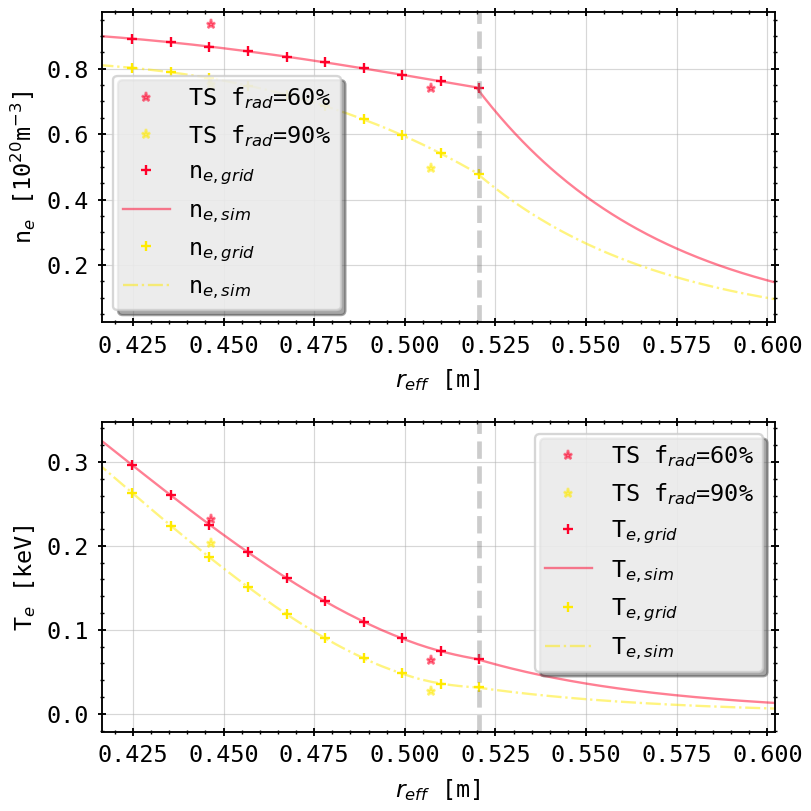 0.8
0.6
0.4
0.2
nₑ [10²⁰m⁻³]
TS f_rad=60%
TS f_rad=90%
n_e,grid
n_e,sim
n_e,grid
n_e,sim
0.425 0.450 0.475 0.500 0.525 0.550 0.575 0.600
r_eff [m]
0.3
0.2
0.1
0.0
Tₑ [keV]
TS f_rad=60%
TS f_rad=90%
T_e,grid
T_e,sim
T_e,grid
T_e,sim
0.425 0.450 0.475 0.500 0.525 0.550 0.575 0.600
r_eff [m]